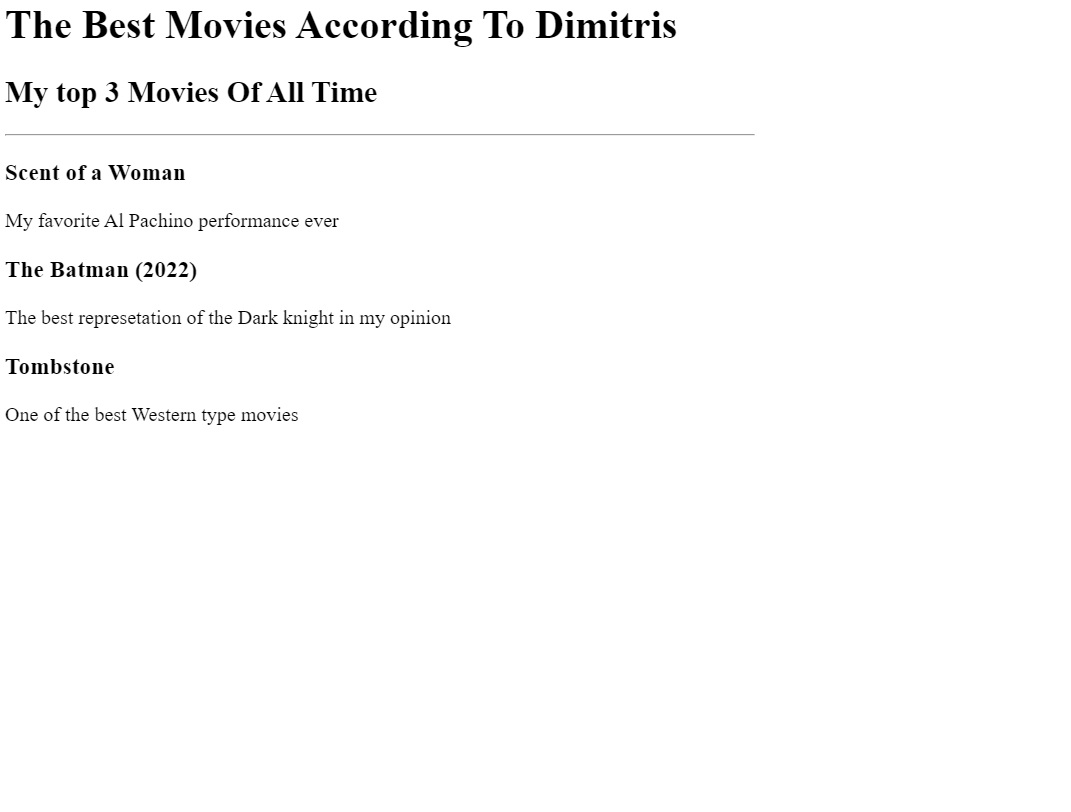 The Best Movies According To Dimitris
My top 3 Movies Of All Time
Scent of a Woman
My favorite Al Pachino performance ever
The Batman (2022)
The best represetation of the Dark knight in my opinion
Tombstone
One of the best Western type movies